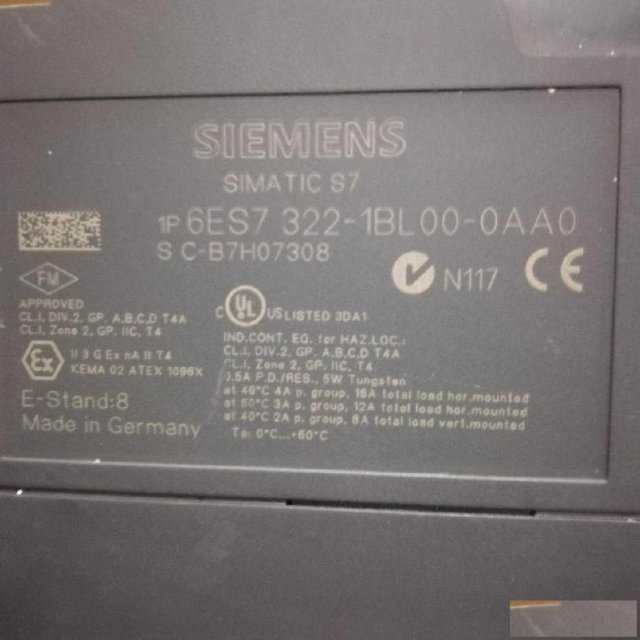 SIEMENS
SIMATIC S7
1P 6ES7 322-1BL00-0AA0
S C-B7H07308
N117 CE
FM
APPROVED
CL.I, DIV.2, GP. A,B,C,D T4A
CL.I, Zone 2, GP. IIC, T4
Ex
II 3 G Ex nA II T4
KEMA 02 ATEX 1096X
E-Stand:8
Made in Germany
C UL US LISTED 3DA1
IND.CONT. EQ. for HAZ.LOC.:
CL.I, DIV.2, GP. A,B,C,D T4A
CL.I, Zone 2, GP. IIC, T4
P.D./RES., 5W Tungsten
at 40°C 4A p. group, 16A total load hor.mounted
at 60°C 3A p. group, 12A total load hor.mounted
at 40°C 2A p. group, 8A total load vert.mounted
Ta: 0°C...+60°C